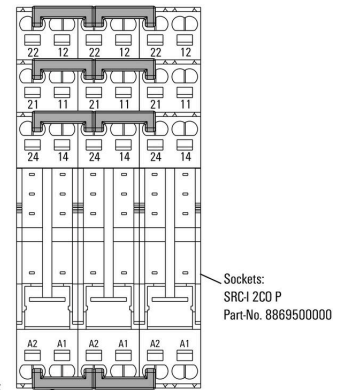 22 12 22 12 22 12
21 11 21 11 21 11
24 14 24 14 24 14
Sockets:
SRC-I 2CO P
Part-No. 8869500000
A2 A1 A2 A1 A2 A1